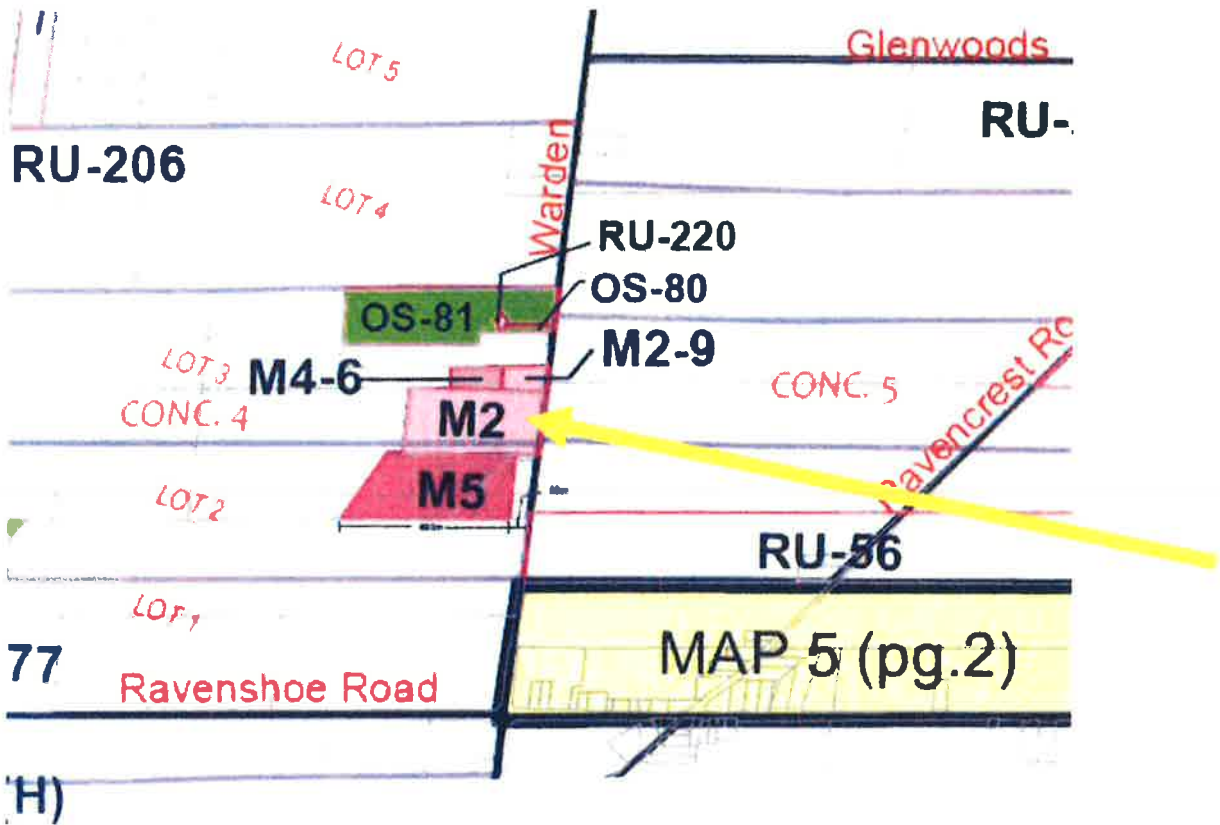 Glenwoods
LOT 5
RU-
RU-206
Warden
LOT 4
RU-220
OS-80
OS-81
M2-9
LOT 3
M4-6
CONC. 5
CONC. 4
M2
Ravencrest Ro
M5
LOT 2
RU-56
LOT 1
MAP 5 (pg.2)
77
Ravenshoe Road
H)